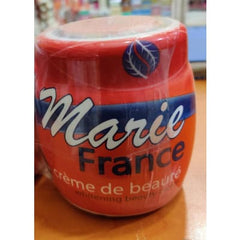 Marie
France
crème de beauté
whitening beauty